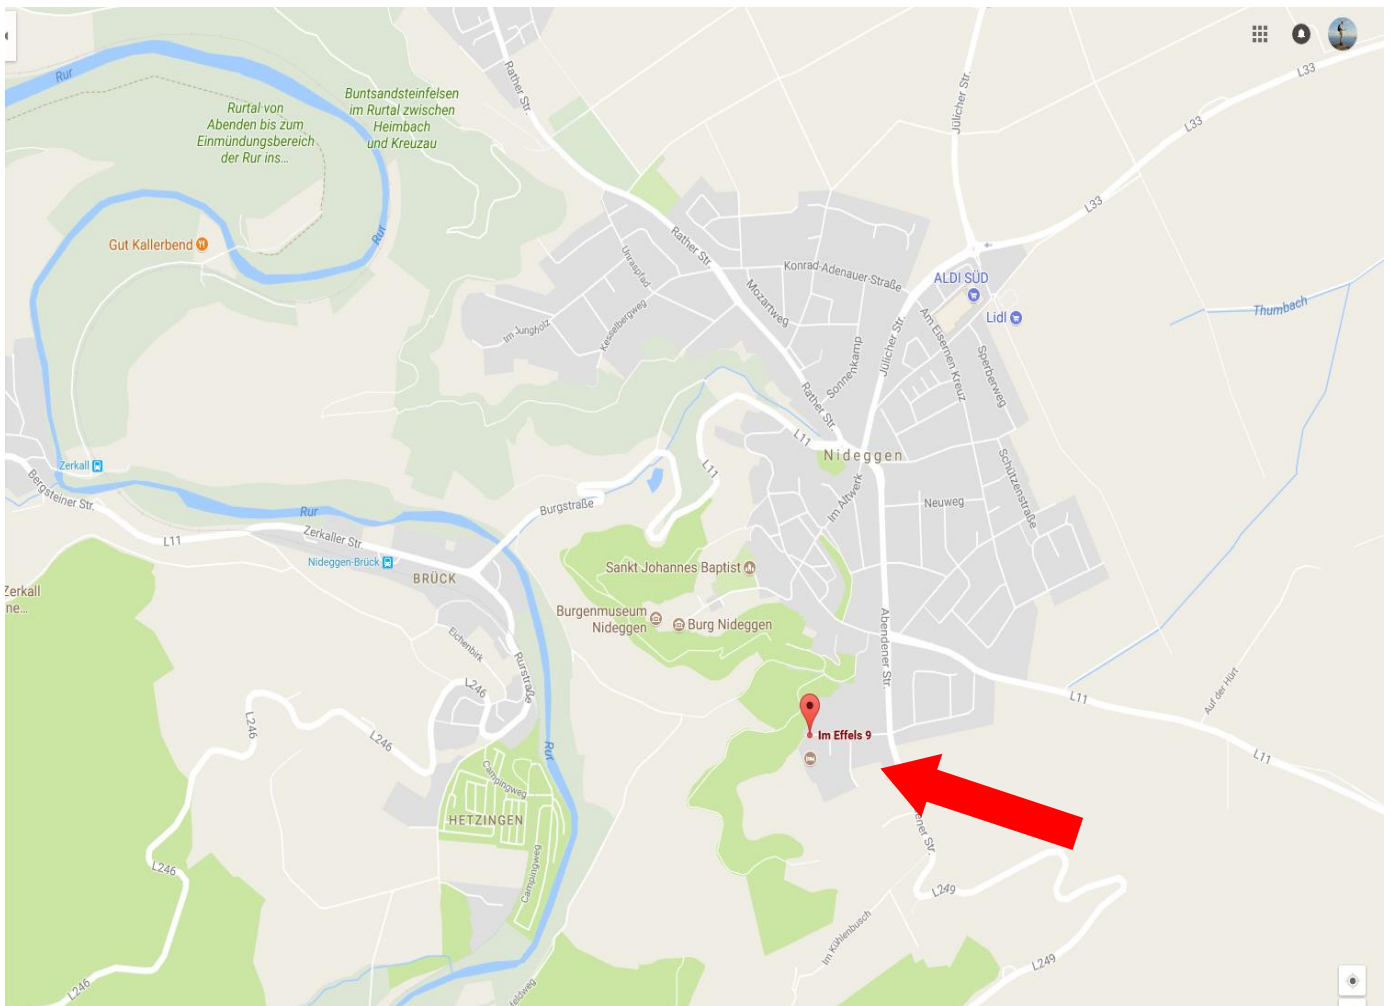 Rur
Rurtal von
Abenden bis zum
Einmündungsbereich
der Rur ins...
Buntsandsteinfelsen
im Rurtal zwischen
Heimbach
und Kreuzau
Rather Str.
Jülicher Str.
L33
L33
L33
Gut Kallerbend
Rur
Unraspfad
Rather Str.
Konrad-Adenauer-Straße
ALDI SÜD
Mozartweg
Lidl
Thumbach
Im Jungholz
Kesselbergweg
Jülicher Str.
Am Eisernen Kreuz
Sperberweg
Sonnenkamp
Rather Str.
L11
Nideggen
Zerkall
L11
Bergsteiner Str.
Schützenstraße
Im Altwerk
Neuweg
Burgstraße
Rur
L11
Zerkaller Str.
Nideggen-Brück
BRÜCK
Sankt Johannes Baptist
Zerkall
ne...
Burgenmuseum
Nideggen
Burg Nideggen
Eichenbirk
Rurstraße
Abendener Str.
L246
L11
Auf der Hürt
L246
L246
Rur
Im Effels 9
L11
Campingweg
HETZINGEN
ener Str.
L246
Campingweg
L249
Im Kühlenbusch
L249
L246
feldweg